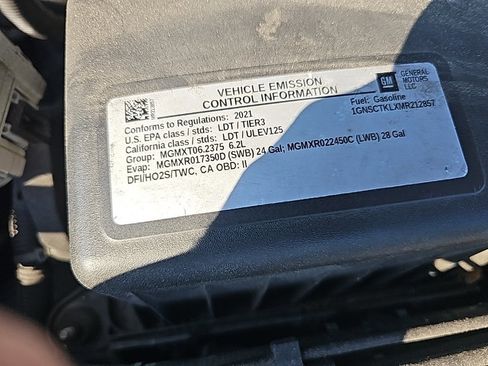 VEHICLE EMISSION
CONTROL INFORMATION
GM
GENERAL
MOTORS
LLC
Fuel: Gasoline
1GNSCTKLXMR212857
Conforms to Regulations: 2021
U.S. EPA class / stds: LDT / TIER3
California class / stds: LDT / ULEV125
Group: MGMXT06.2375 6.2L
Evap: MGMXR017350D (SWB) 24 Gal; MGMXR022450C (LWB) 28 Gal
DFI/HO2S/TWC, CA OBD: II